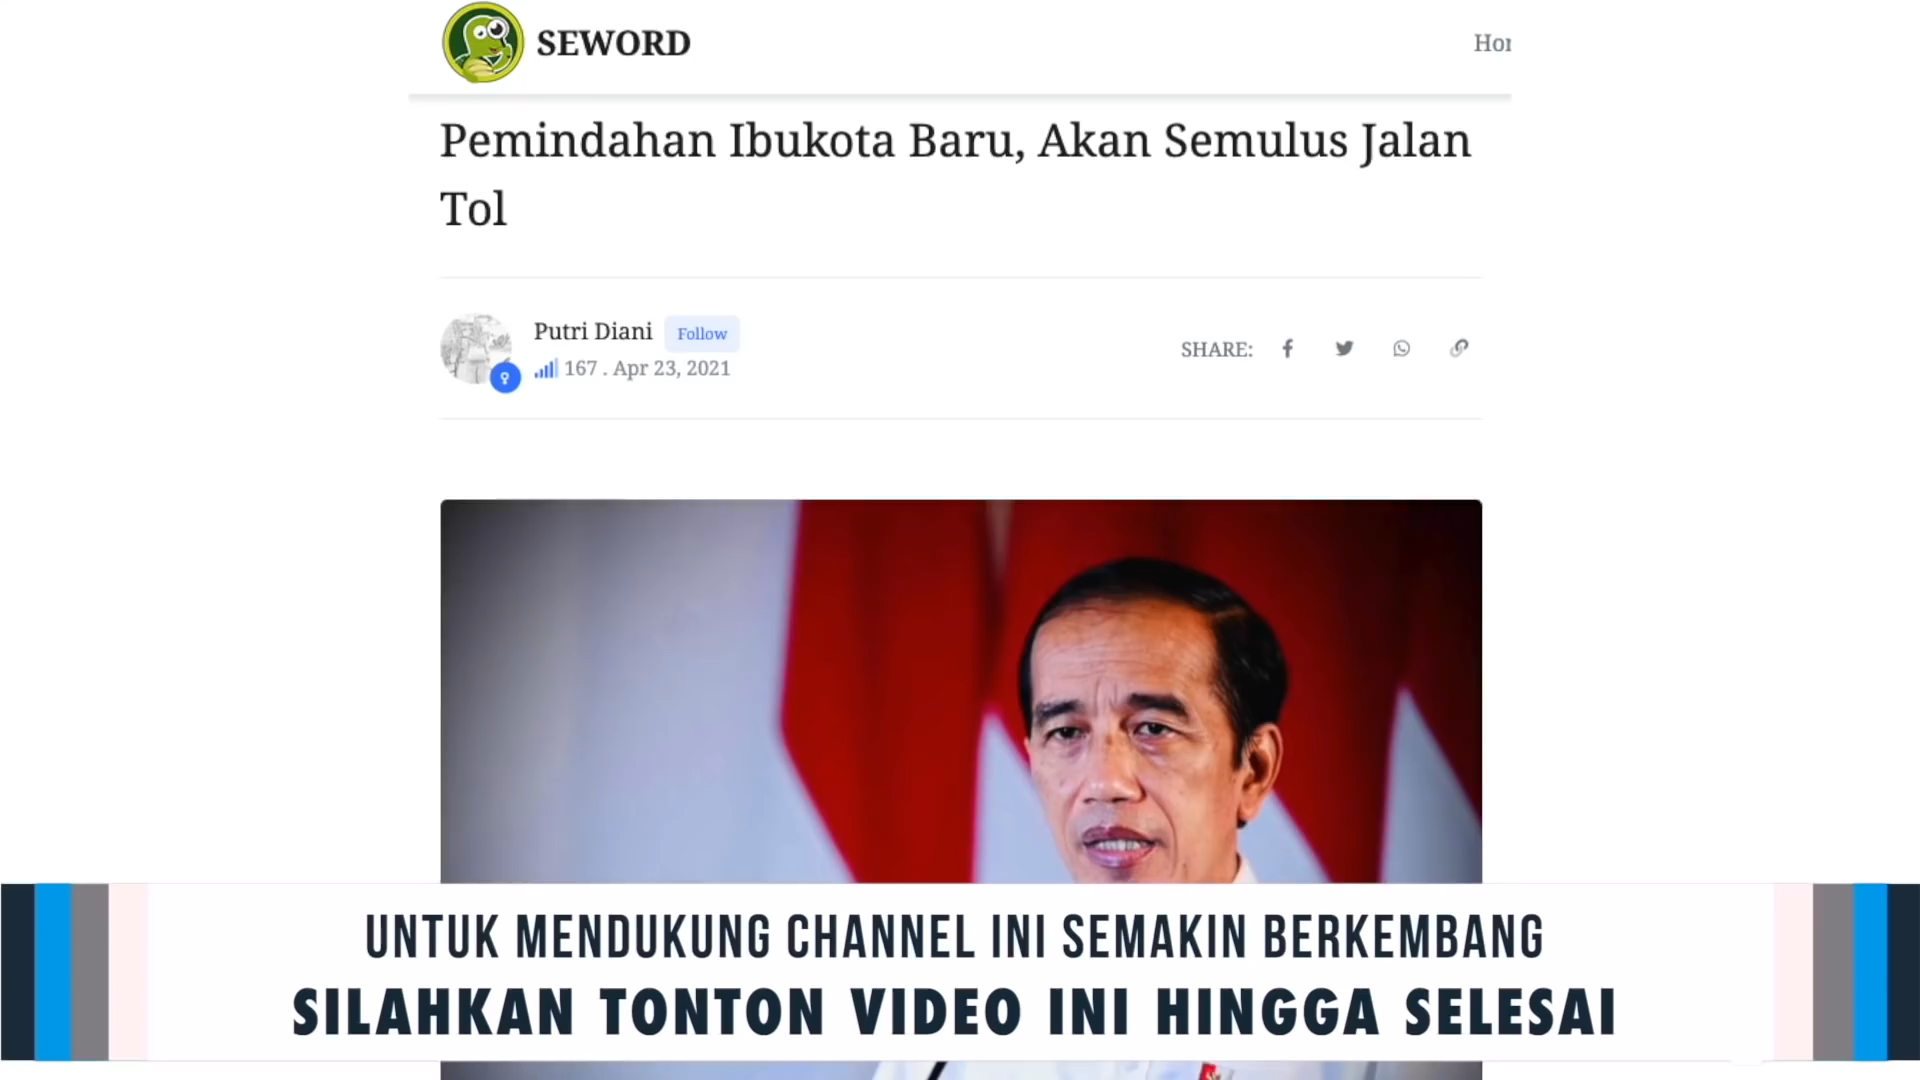 SEWORD
Pemindahan Ibukota Baru, Akan Semulus Jalan
Tol
Putri Diani Follow
167 . Apr 23, 2021
SHARE:
UNTUK MENDUKUNG CHANNEL INI SEMAKIN BERKEMBANG
SILAHKAN TONTON VIDEO INI HINGGA SELESAI